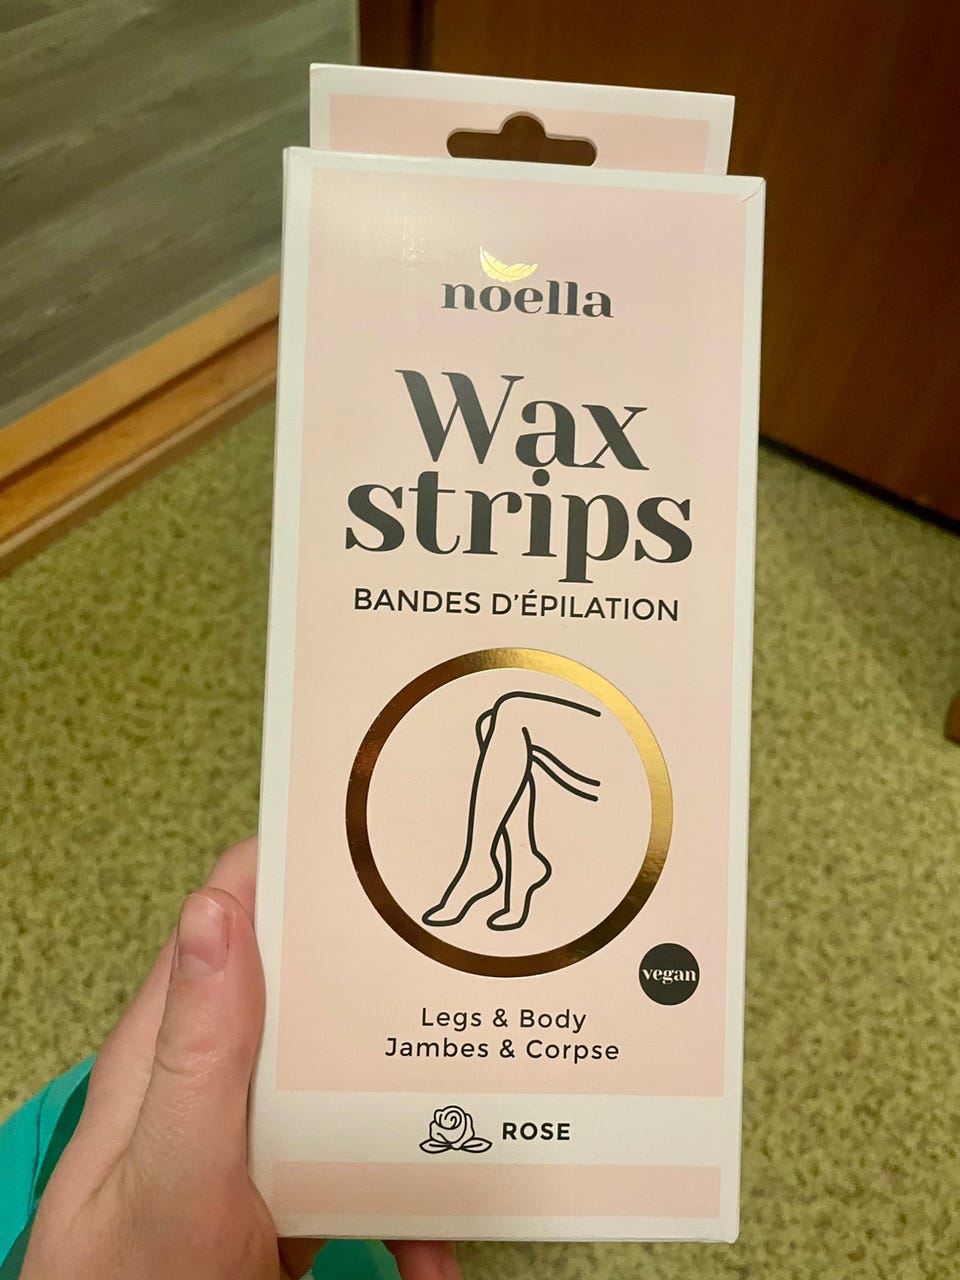 noella
Wax
strips
BANDES D'ÉPILATION
vegan
Legs & Body
Jambes & Corpse
ROSE